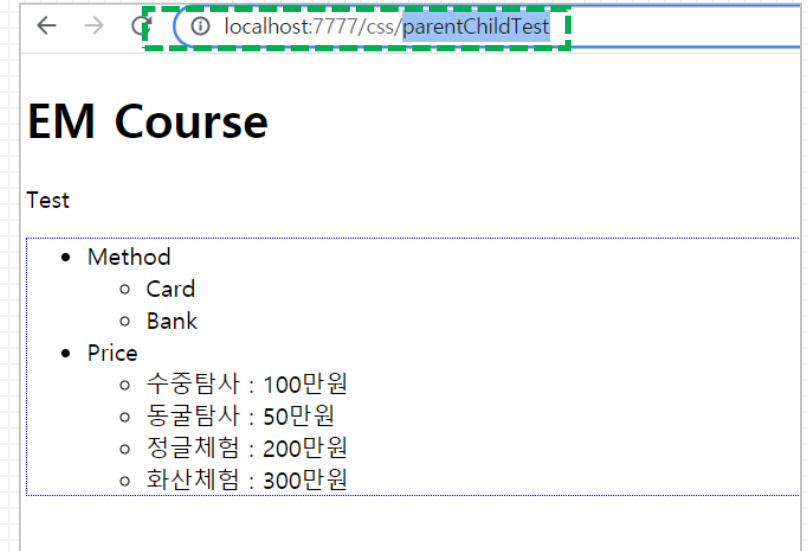 localhost:7777/css/parentChildTest
EM Course
Test
Method
Card
Bank
Price
수중탐사 : 100만원
동굴탐사 : 50만원
정글체험 : 200만원
화산체험 : 300만원